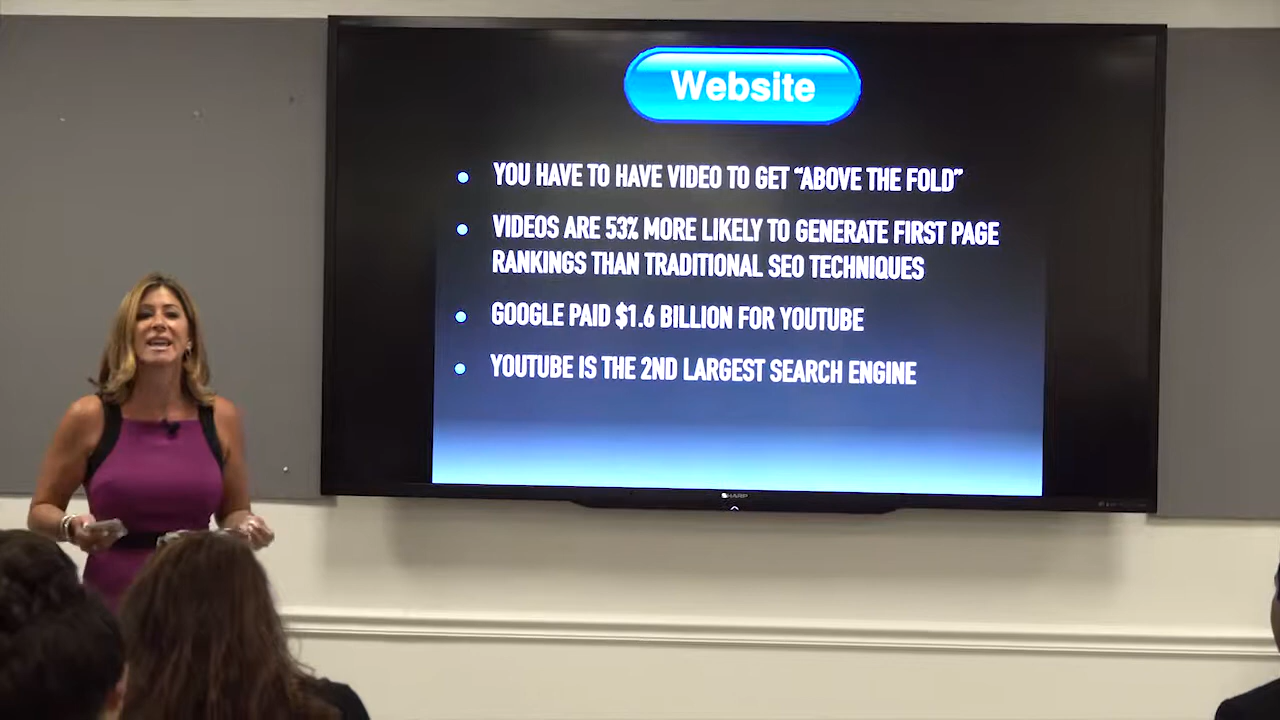 Website
• YOU HAVE TO HAVE VIDEO TO GET “ABOVE THE FOLD”
• VIDEOS ARE 53% MORE LIKELY TO GENERATE FIRST PAGE
RANKINGS THAN TRADITIONAL SEO TECHNIQUES
• GOOGLE PAID $1.6 BILLION FOR YOUTUBE
• YOUTUBE IS THE 2ND LARGEST SEARCH ENGINE
SHARP